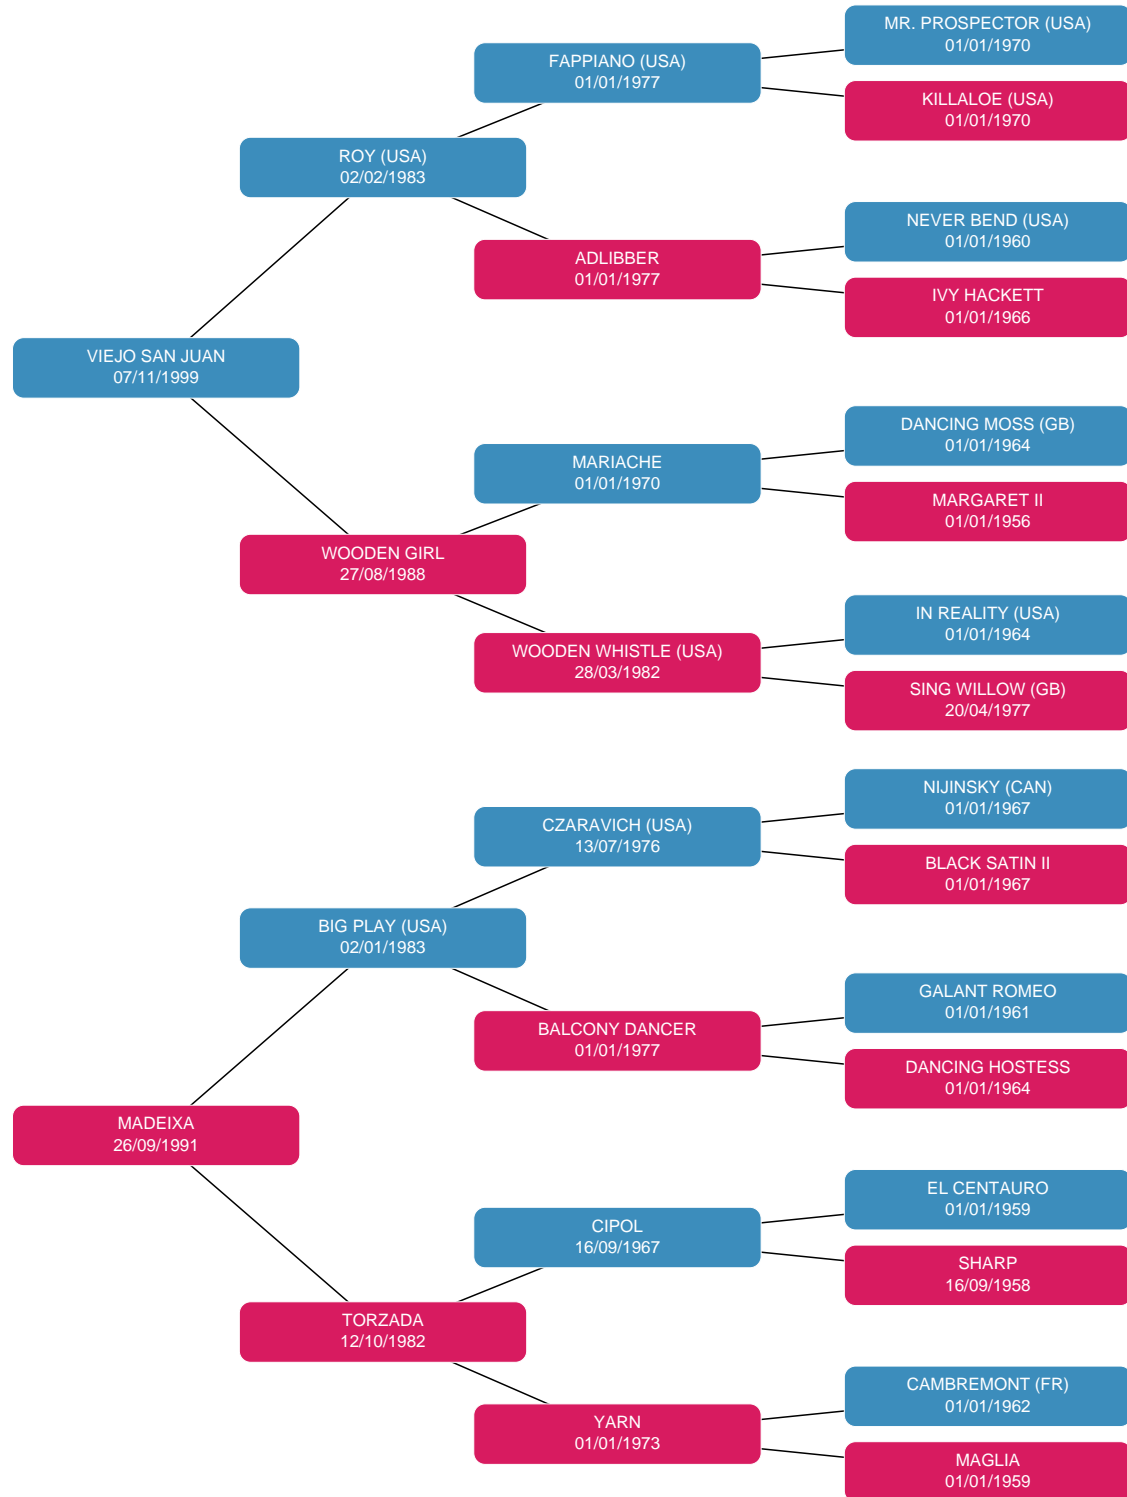 MR. PROSPECTOR (USA)
01/01/1970
FAPPIANO (USA)
01/01/1977
KILLALOE (USA)
01/01/1970
ROY (USA)
02/02/1983
NEVER BEND (USA)
01/01/1960
ADLIBBER
01/01/1977
IVY HACKETT
01/01/1966
VIEJO SAN JUAN
07/11/1999
DANCING MOSS (GB)
01/01/1964
MARIACHE
01/01/1970
MARGARET II
01/01/1956
WOODEN GIRL
27/08/1988
IN REALITY (USA)
01/01/1964
WOODEN WHISTLE (USA)
28/03/1982
SING WILLOW (GB)
20/04/1977
NIJINSKY (CAN)
01/01/1967
CZARAVICH (USA)
13/07/1976
BLACK SATIN II
01/01/1967
BIG PLAY (USA)
02/01/1983
GALANT ROMEO
01/01/1961
BALCONY DANCER
01/01/1977
DANCING HOSTESS
01/01/1964
MADEIXA
26/09/1991
EL CENTAURO
01/01/1959
CIPOL
16/09/1967
SHARP
16/09/1958
TORZADA
12/10/1982
CAMBREMONT (FR)
01/01/1962
YARN
01/01/1973
MAGLIA
01/01/1959